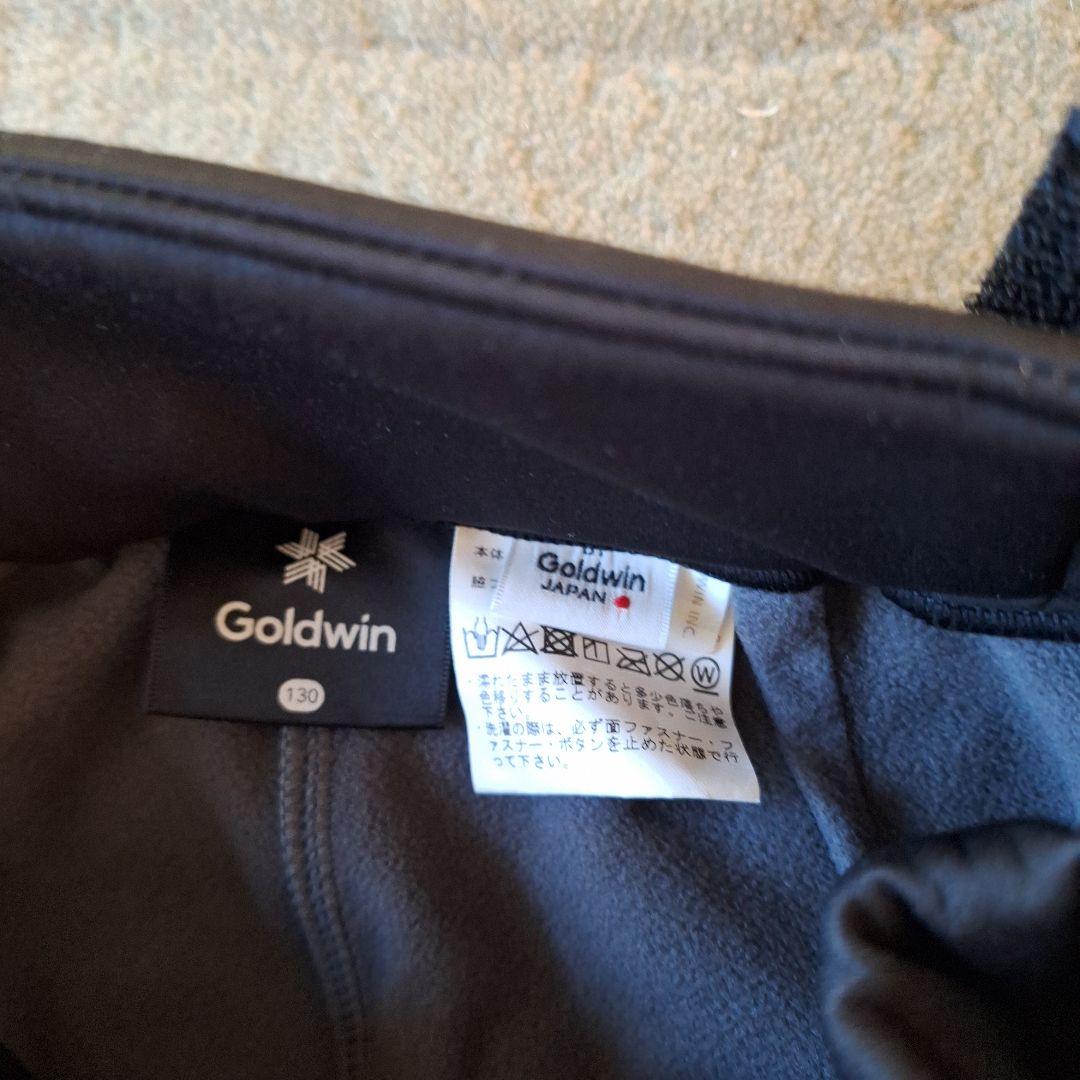 Goldwin
130
本体
Goldwin
JAPAN
WIN INC
W
・濡れたまま放置すると多少色落ちや
色移りすることがあります。ご注意
下さい。
・洗濯の際は、必ず面ファスナー・フ
ァスナー・ボタンを止めた状態で行
って下さい。